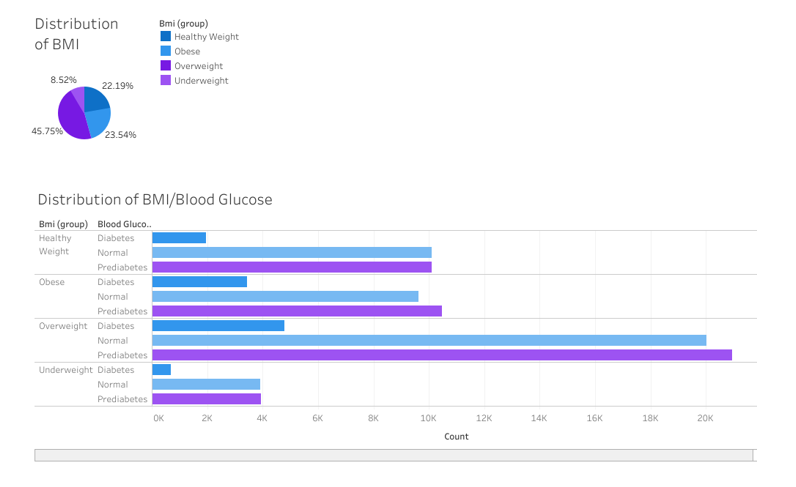 Distribution
of BMI
Bmi (group)
Healthy Weight
Obese
Overweight
Underweight
8.52%
22.19%
45.75%
23.54%
Distribution of BMI/Blood Glucose
Bmi (group) Blood Gluco..
Healthy Weight
Diabetes
Normal
Prediabetes
Obese Diabetes
Normal
Prediabetes
Overweight Diabetes
Normal
Prediabetes
Underweight Diabetes
Normal
Prediabetes
0K 2K 4K 6K 8K 10K 12K 14K 16K 18K 20K
Count